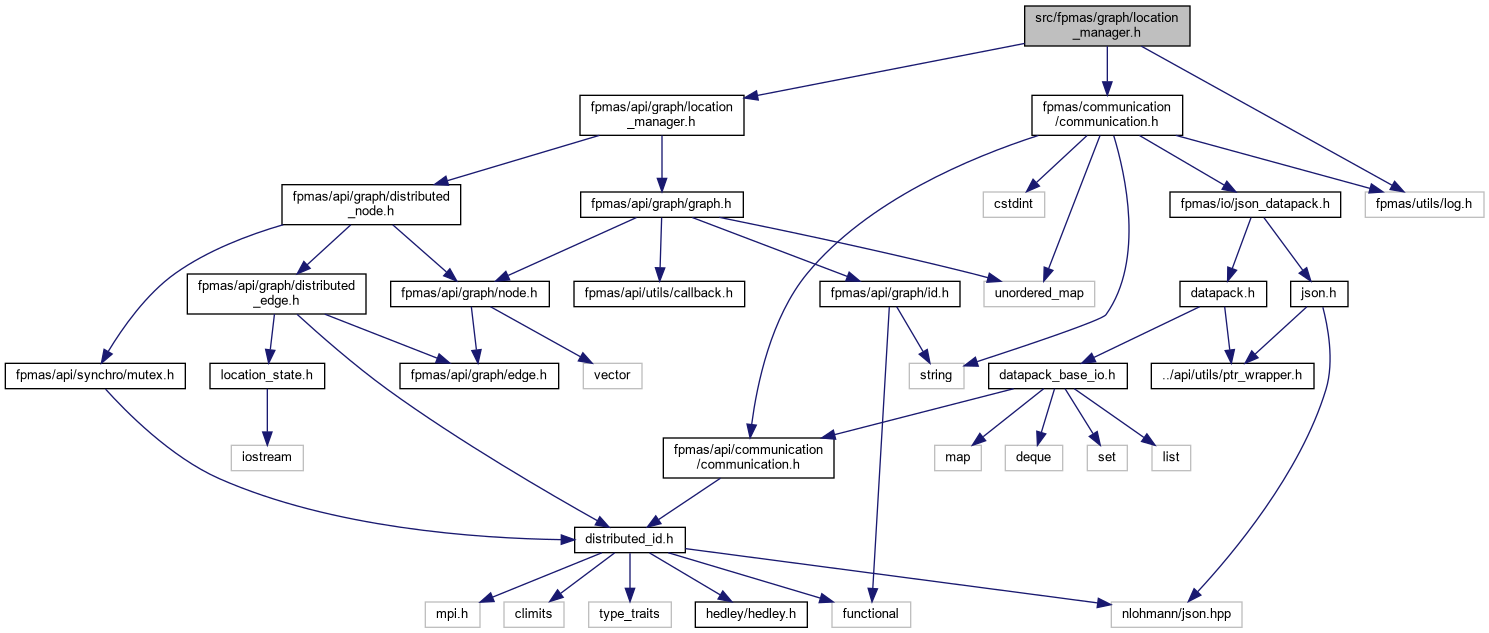 src/fpmas/graph/location
_manager.h
fpmas/api/graph/location
_manager.h
fpmas/communication
/communication.h
fpmas/api/graph/distributed
_node.h
fpmas/api/graph/graph.h
cstdint
fpmas/io/json_datapack.h
fpmas/utils/log.h
fpmas/api/graph/distributed
_edge.h
fpmas/api/graph/node.h
fpmas/api/utils/callback.h
fpmas/api/graph/id.h
unordered_map
datapack.h
json.h
fpmas/api/synchro/mutex.h
location_state.h
fpmas/api/graph/edge.h
vector
string
datapack_base_io.h
../api/utils/ptr_wrapper.h
iostream
fpmas/api/communication
/communication.h
map
deque
set
list
distributed_id.h
mpi.h
climits
type_traits
hedley/hedley.h
functional
nlohmann/json.hpp